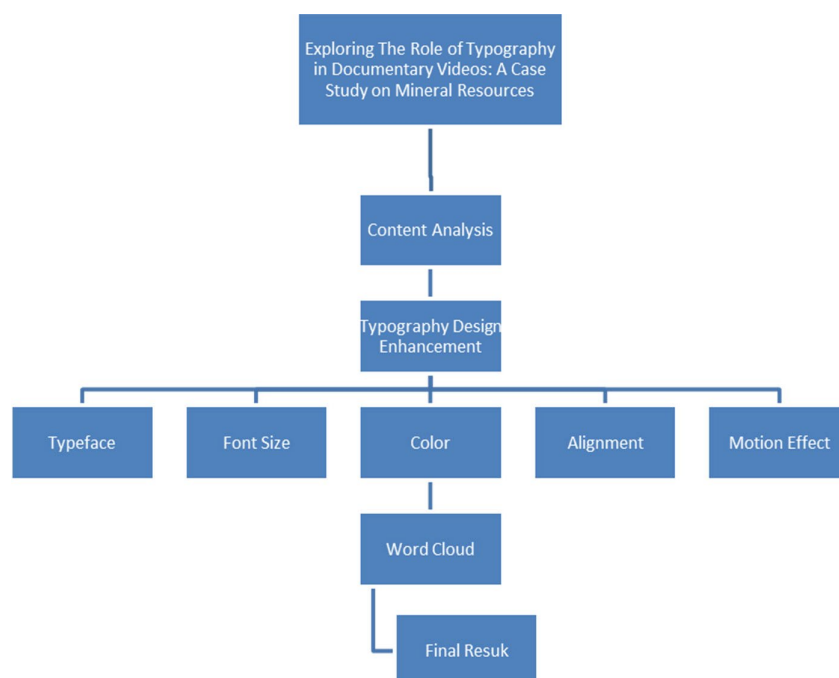 Exploring The Role of Typography
in Documentary Videos: A Case
Study on Mineral Resources
Content Analysis
Typography Design
Enhancement
Typeface
Font Size
Color
Alignment
Motion Effect
Word Cloud
Final Resuk